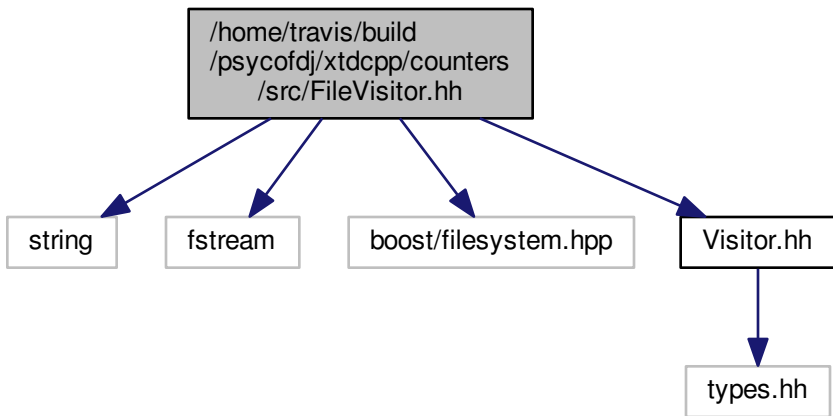 /home/travis/build
/psycofdj/xtdcpp/counters
/src/FileVisitor.hh
string
fstream
boost/filesystem.hpp
Visitor.hh
types.hh